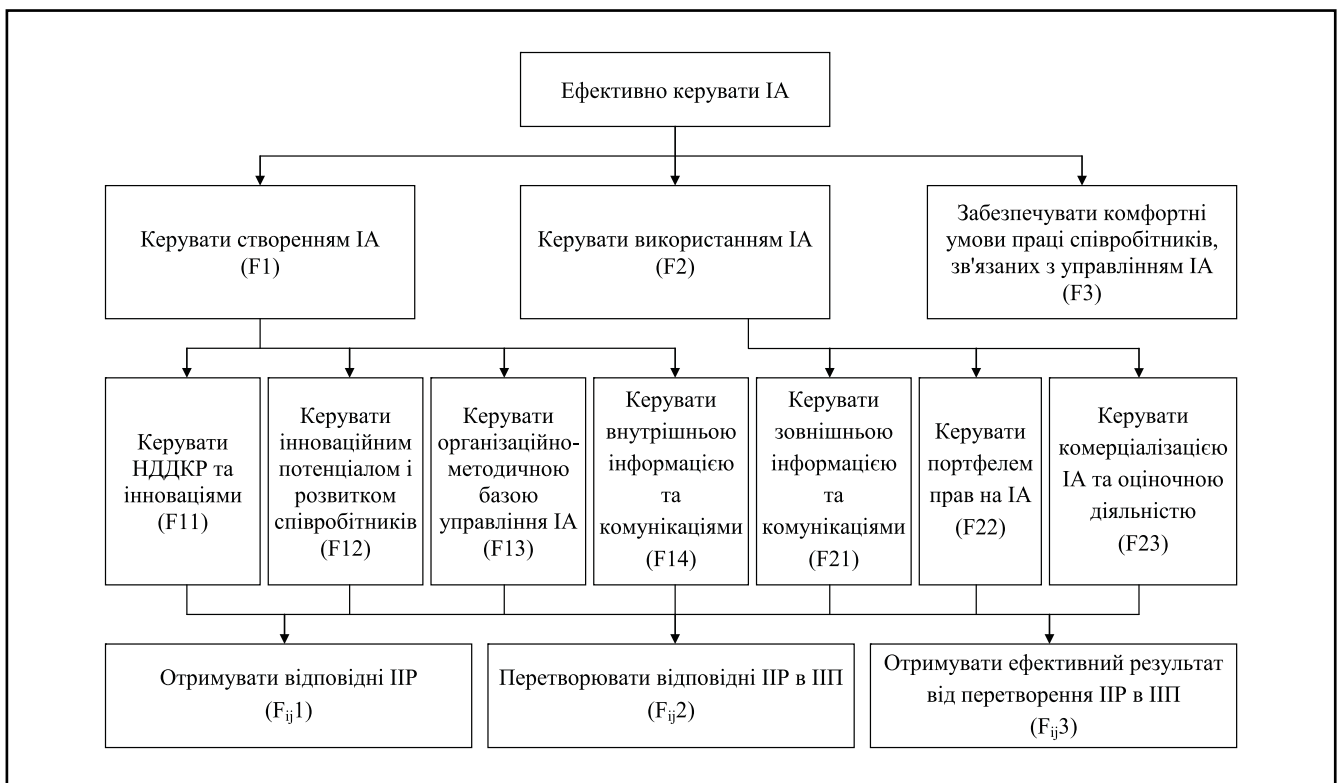 Ефективно керувати ІА
Керувати створенням ІА
(F1)
Керувати використанням ІА
(F2)
Забезпечувати комфортні
умови праці співробітників,
зв'язаних з управлінням ІА
(F3)
Керувати
НДДКР та
інноваціями
(F11)
Керувати
інноваційним
потенціалом і
розвитком
співробітників
(F12)
Керувати
організаційно-
методичною
базою
управління ІА
(F13)
Керувати
внутрішньою
інформацією
та
комунікаціями
(F14)
Керувати
зовнішньою
інформацією
та
комунікаціями
(F21)
Керувати
портфелем
прав на ІА
(F22)
Керувати
комерціалізацією
ІА та оціночною
діяльністю
(F23)
Отримувати відповідні ІІР
(Fij1)
Перетворювати відповідні ІІР в ІІП
(Fij2)
Отримувати ефективний результат
від перетворення ІІР в ІІП
(Fij3)